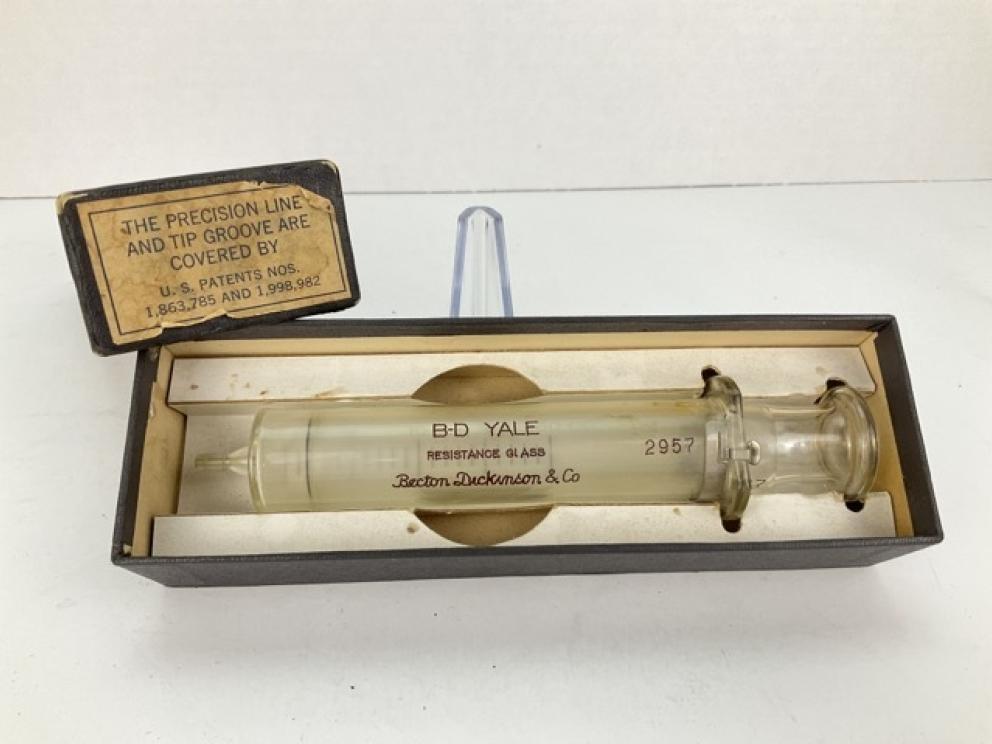 THE PRECISION LINE
AND TIP GROOVE ARE
COVERED BY
U. S. PATENTS NOS.
1,863,785 AND 1,998,982
B-D YALE
RESISTANCE GLASS
Becton Dickinson & Co
2957